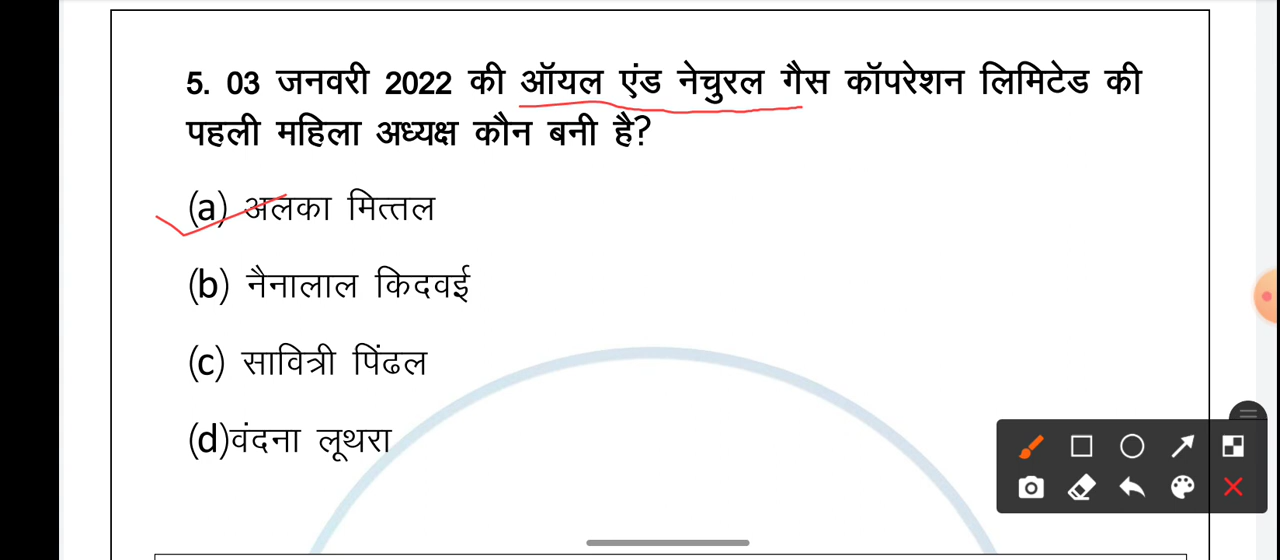 5. 03 जनवरी 2022 की ऑयल एंड नेचुरल गैस कॉपरेशन लिमिटेड की
पहली महिला अध्यक्ष कौन बनी है?
(a) अलका मित्तल
(b) नैनालाल किदवई
(c) सावित्री पिंढल
(d)वंदना लूथरा